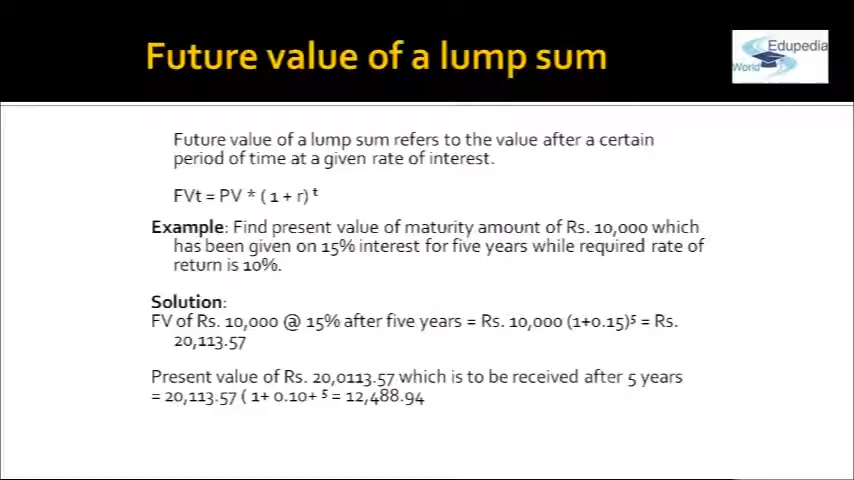 Future value of a lump sum
Edupedia
World
Future value of a lump sum refers to the value after a certain
period of time at a given rate of interest.
FVt = PV * ( 1 + r) ᵗ
Example: Find present value of maturity amount of Rs. 10,000 which
has been given on 15% interest for five years while required rate of
return is 10%.
Solution:
FV of Rs. 10,000 @ 15% after five years = Rs. 10,000 (1+0.15)⁵ = Rs.
20,113.57
Present value of Rs. 20,0113.57 which is to be received after 5 years
= 20,113.57 ( 1+ 0.10+ ⁵ = 12,488.94